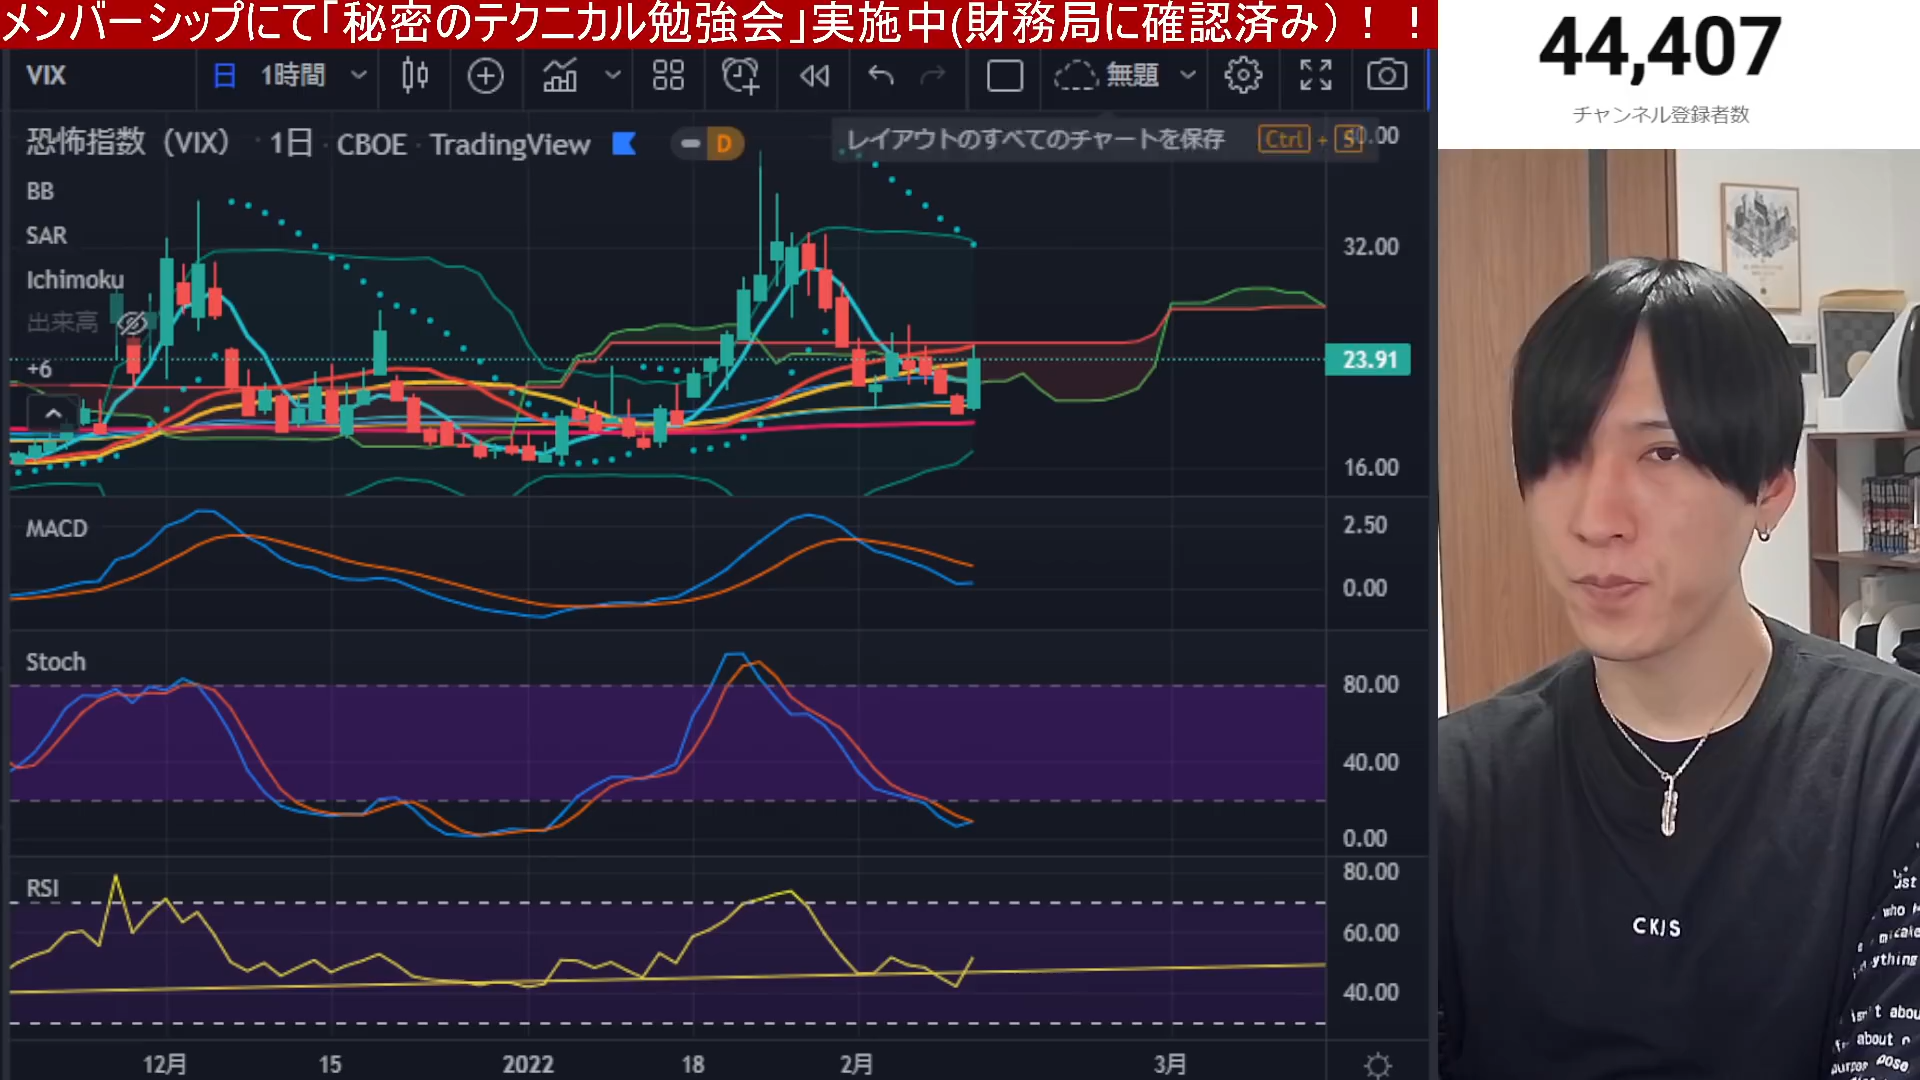 メンバーシップにて「秘密のテクニカル勉強会」実施中(財務局に確認済み)！！
44,407
チャンネル登録者数
VIX
日
1時間
無題
恐怖指数（VIX） · 1日 · CBOE · TradingView
D
レイアウトのすべてのチャートを保存 Ctrl + S
BB
SAR
Ichimoku
出来高
+6
32.00
23.91
16.00
MACD
2.50
0.00
Stoch
80.00
40.00
0.00
RSI
80.00
60.00
40.00
12月
15
2022
18
2月
3月
CKIS
who
ything
about